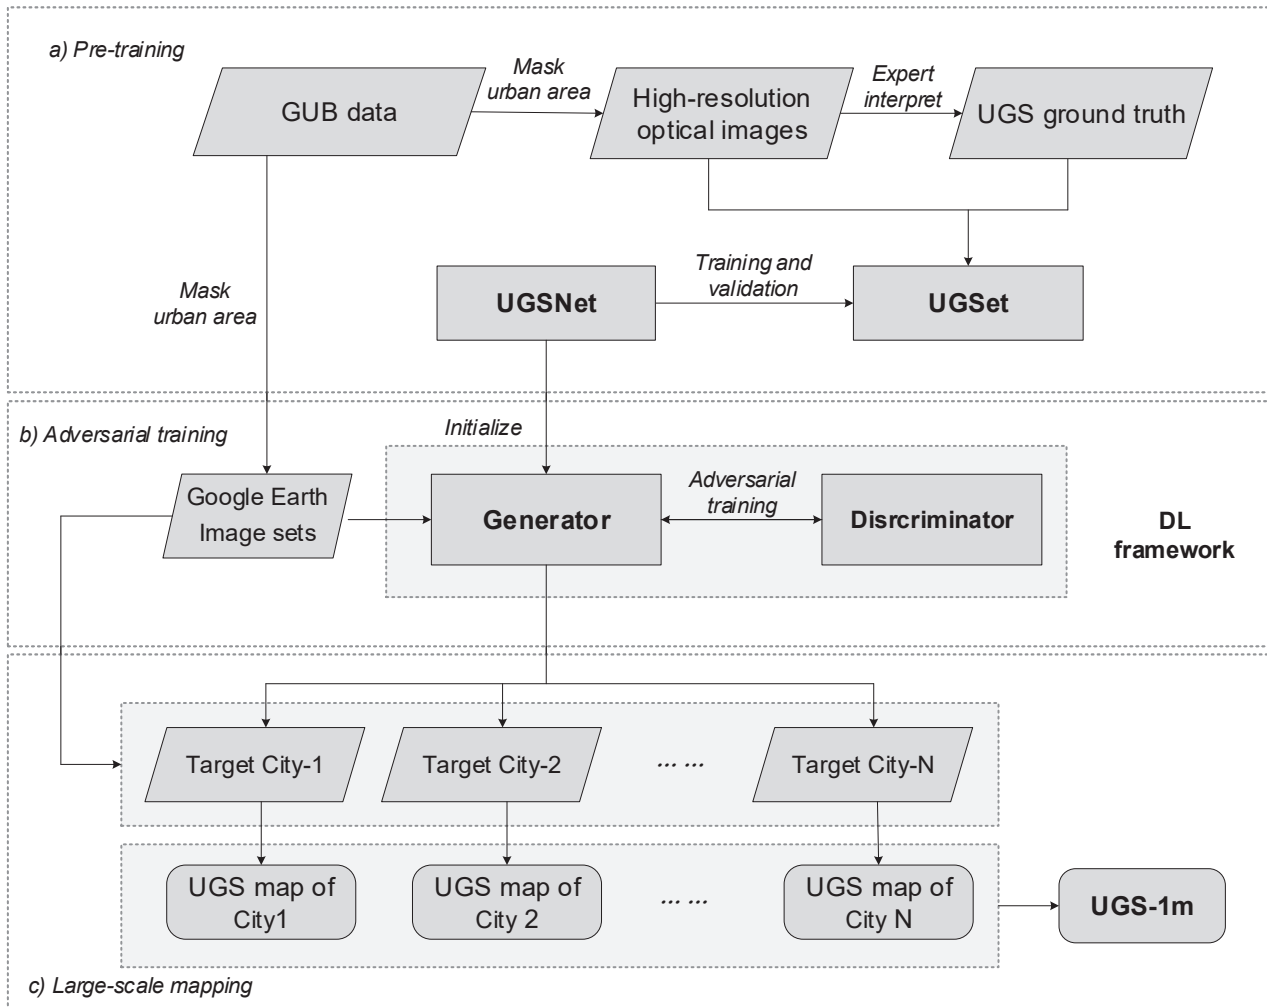 a) Pre-training
Mask
urban area
Expert
interpret
GUB data
High-resolution
optical images
UGS ground truth
Mask
urban area
UGSNet
Training and
validation
UGSet
b) Adversarial training
Initialize
Google Earth
Image sets
Generator
Adversarial
training
Disrcriminator
DL
framework
Target City-1
Target City-2
... ...
Target City-N
UGS map of
City1
UGS map of
City 2
... ...
UGS map of
City N
UGS-1m
c) Large-scale mapping